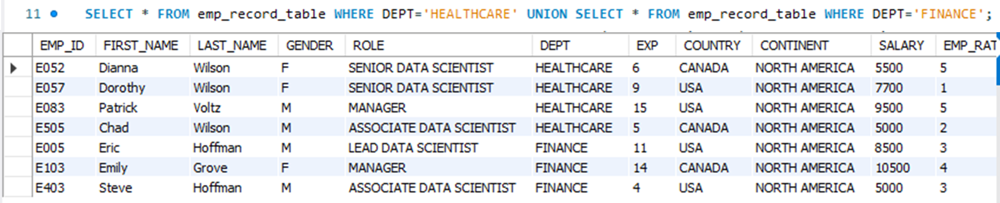 11 SELECT * FROM emp_record_table WHERE DEPT='HEALTHCARE' UNION SELECT * FROM emp_record_table WHERE DEPT='FINANCE';
EMP_ID FIRST_NAME LAST_NAME GENDER ROLE DEPT EXP COUNTRY CONTINENT SALARY EMP_RAT
E052 Dianna Wilson F SENIOR DATA SCIENTIST HEALTHCARE 6 CANADA NORTH AMERICA 5500 5
E057 Dorothy Wilson F SENIOR DATA SCIENTIST HEALTHCARE 9 USA NORTH AMERICA 7700 1
E083 Patrick Voltz M MANAGER HEALTHCARE 15 USA NORTH AMERICA 9500 5
E505 Chad Wilson M ASSOCIATE DATA SCIENTIST HEALTHCARE 5 CANADA NORTH AMERICA 5000 2
E005 Eric Hoffman M LEAD DATA SCIENTIST FINANCE 11 USA NORTH AMERICA 8500 3
E103 Emily Grove F MANAGER FINANCE 14 CANADA NORTH AMERICA 10500 4
E403 Steve Hoffman M ASSOCIATE DATA SCIENTIST FINANCE 4 USA NORTH AMERICA 5000 3